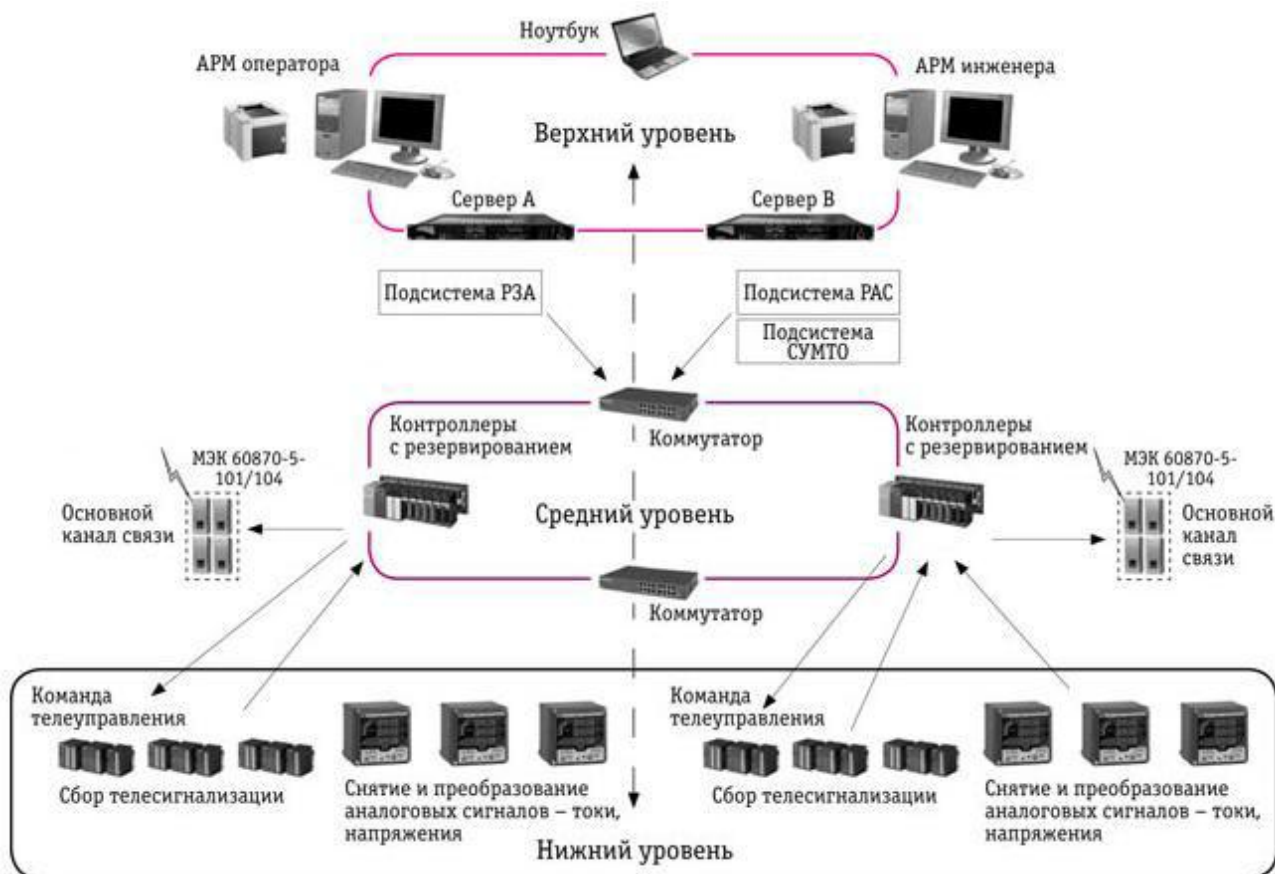 Ноутбук
АРМ оператора
АРМ инженера
Верхний уровень
Сервер А
Сервер В
Подсистема РЗА
Подсистема РАС
Подсистема
СУМТО
Контроллеры
с резервированием
Коммутатор
Контроллеры
с резервированием
МЭК 60870-5-
101/104
Основной
канал связи
Средний уровень
МЭК 60870-5-
101/104
Основной
канал
связи
Коммутатор
Команда
телеуправления
Сбор телесигнализации
Снятие и преобразование
аналоговых сигналов – токи,
напряжения
Команда
телеуправления
Сбор телесигнализации
Снятие и преобразование
аналоговых сигналов – токи,
напряжения
Нижний уровень